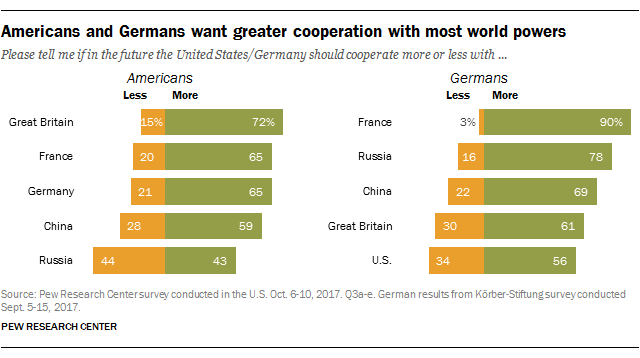 Americans and Germans want greater cooperation with most world powers
Please tell me if in the future the United States/Germany should cooperate more or less with ...
Americans
Less More
Great Britain 15% 72%
France 20 65
Germany 21 65
China 28 59
Russia 44 43
Germans
Less More
France 3% 90%
Russia 16 78
China 22 69
Great Britain 30 61
U.S. 34 56
Source: Pew Research Center survey conducted in the U.S. Oct. 6-10, 2017. Q3a-e. German results from Körber-Stiftung survey conducted
Sept. 5-15, 2017.
PEW RESEARCH CENTER